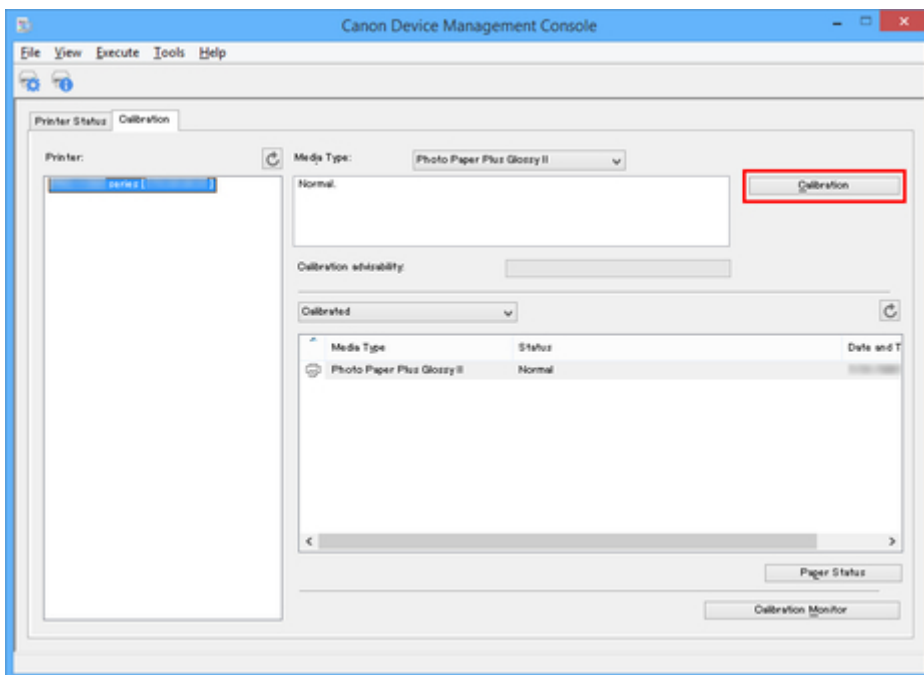 Canon Device Management Console
File View Execute Tools Help
Printer Status Calibration
Printer: Media Type: Photo Paper Plus Glossy II
series [ ]
Normal.
Calibration
Calibration advisability:
Calibrated
Media Type Status Date and T
Photo Paper Plus Glossy II Normal
Paper Status
Calibration Monitor